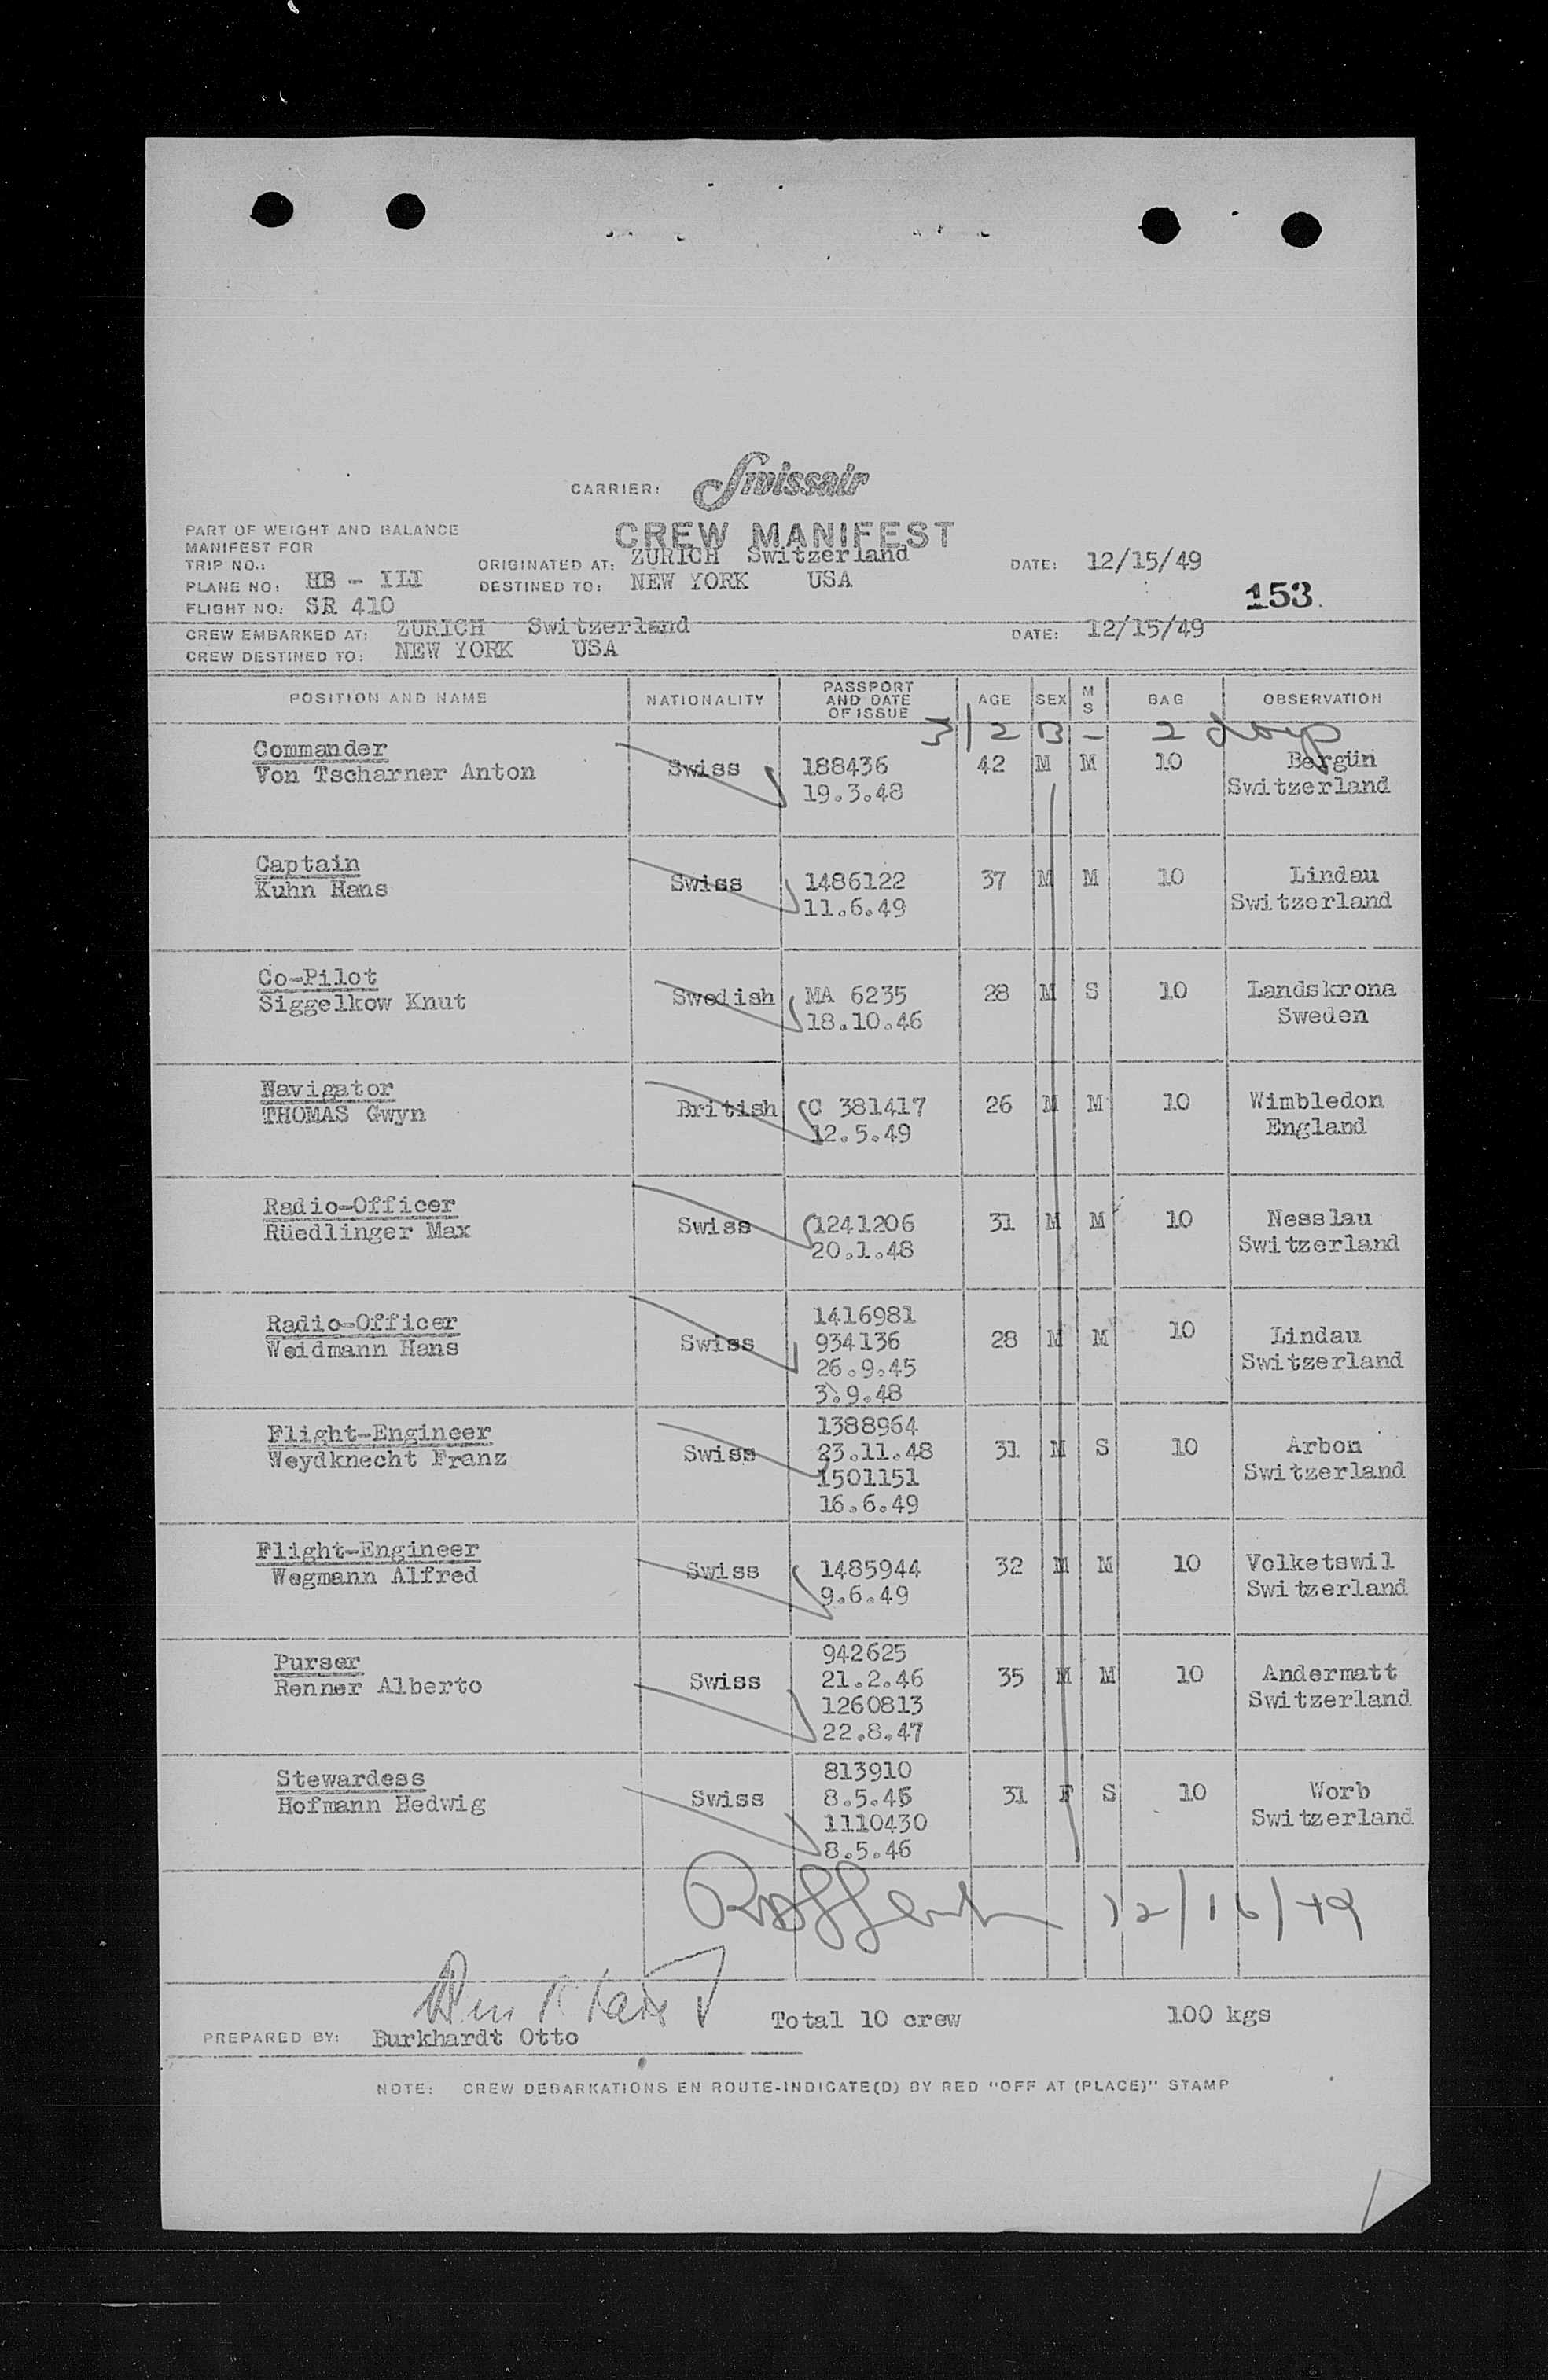 CARRIER: Swissair
CREW MANIFEST
PART OF WEIGHT AND BALANCE
MANIFEST FOR
TRIP NO.:
ORIGINATED AT: ZURICH Switzerland DATE: 12/15/49
PLANE NO: HB - ILI DESTINED TO: NEW YORK USA
153
FLIGHT NO: SR 410
CREW EMBARKED AT: ZURICH Switzerland DATE: 12/15/49
CREW DESTINED TO: NEW YORK USA
POSITION AND NAME NATIONALITY PASSPORT AND DATE OF ISSUE AGE SEX M S BAG OBSERVATION
3/2 B - 2 days
Commander
Von Tscharner Anton Swiss 188436 42 M M 10 Bergün
19.3.48 Switzerland
Captain
Kuhn Hans Swiss 1486122 37 M M 10 Lindau
11.6.49 Switzerland
Co-Pilot
Siggelkow Knut Swedish MA 6235 28 M S 10 Landskrona
18.10.46 Sweden
Navigator
THOMAS Gwyn British C 381417 26 M M 10 Wimbledon
12.5.49 England
Radio-Officer
Rüedlinger Max Swiss 1241206 31 M M 10 Nesslau
20.1.48 Switzerland
Radio-Officer 1416981
Weidmann Hans Swiss 934136 28 M M 10 Lindau
26.9.45 Switzerland
3.9.48
Flight-Engineer 1388964
Weydknecht Franz Swiss 23.11.48 31 M S 10 Arbon
1501151 Switzerland
16.6.49
Flight-Engineer
Wegmann Alfred Swiss 1485944 32 M M 10 Volketswil
9.6.49 Switzerland
Purser 942625
Renner Alberto Swiss 21.2.46 35 M M 10 Andermatt
1260813 Switzerland
22.8.47
Stewardess 813910
Hofmann Hedwig Swiss 8.5.45 31 F S 10 Worb
1110430 Switzerland
8.5.46
12/16/49
Total 10 crew 100 kgs
PREPARED BY: Burkhardt Otto
NOTE: CREW DEBARKATIONS EN ROUTE-INDICATE(D) BY RED "OFF AT (PLACE)" STAMP